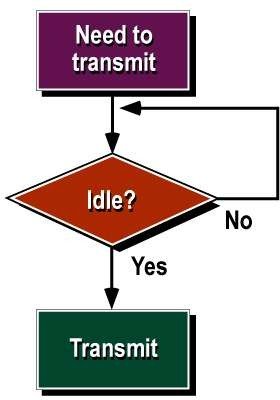 Need to
transmit
Idle?
No
Yes
Transmit